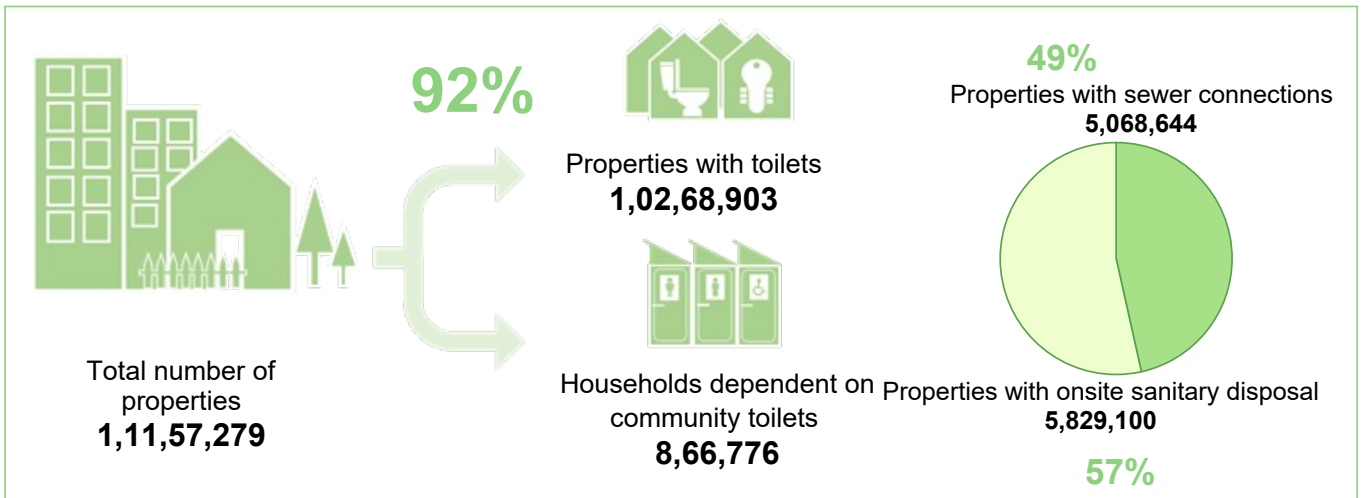 92%
Total number of
properties
1,11,57,279
Properties with toilets
1,02,68,903
Households dependent on
community toilets
8,66,776
49%
Properties with sewer connections
5,068,644
Properties with onsite sanitary disposal
5,829,100
57%